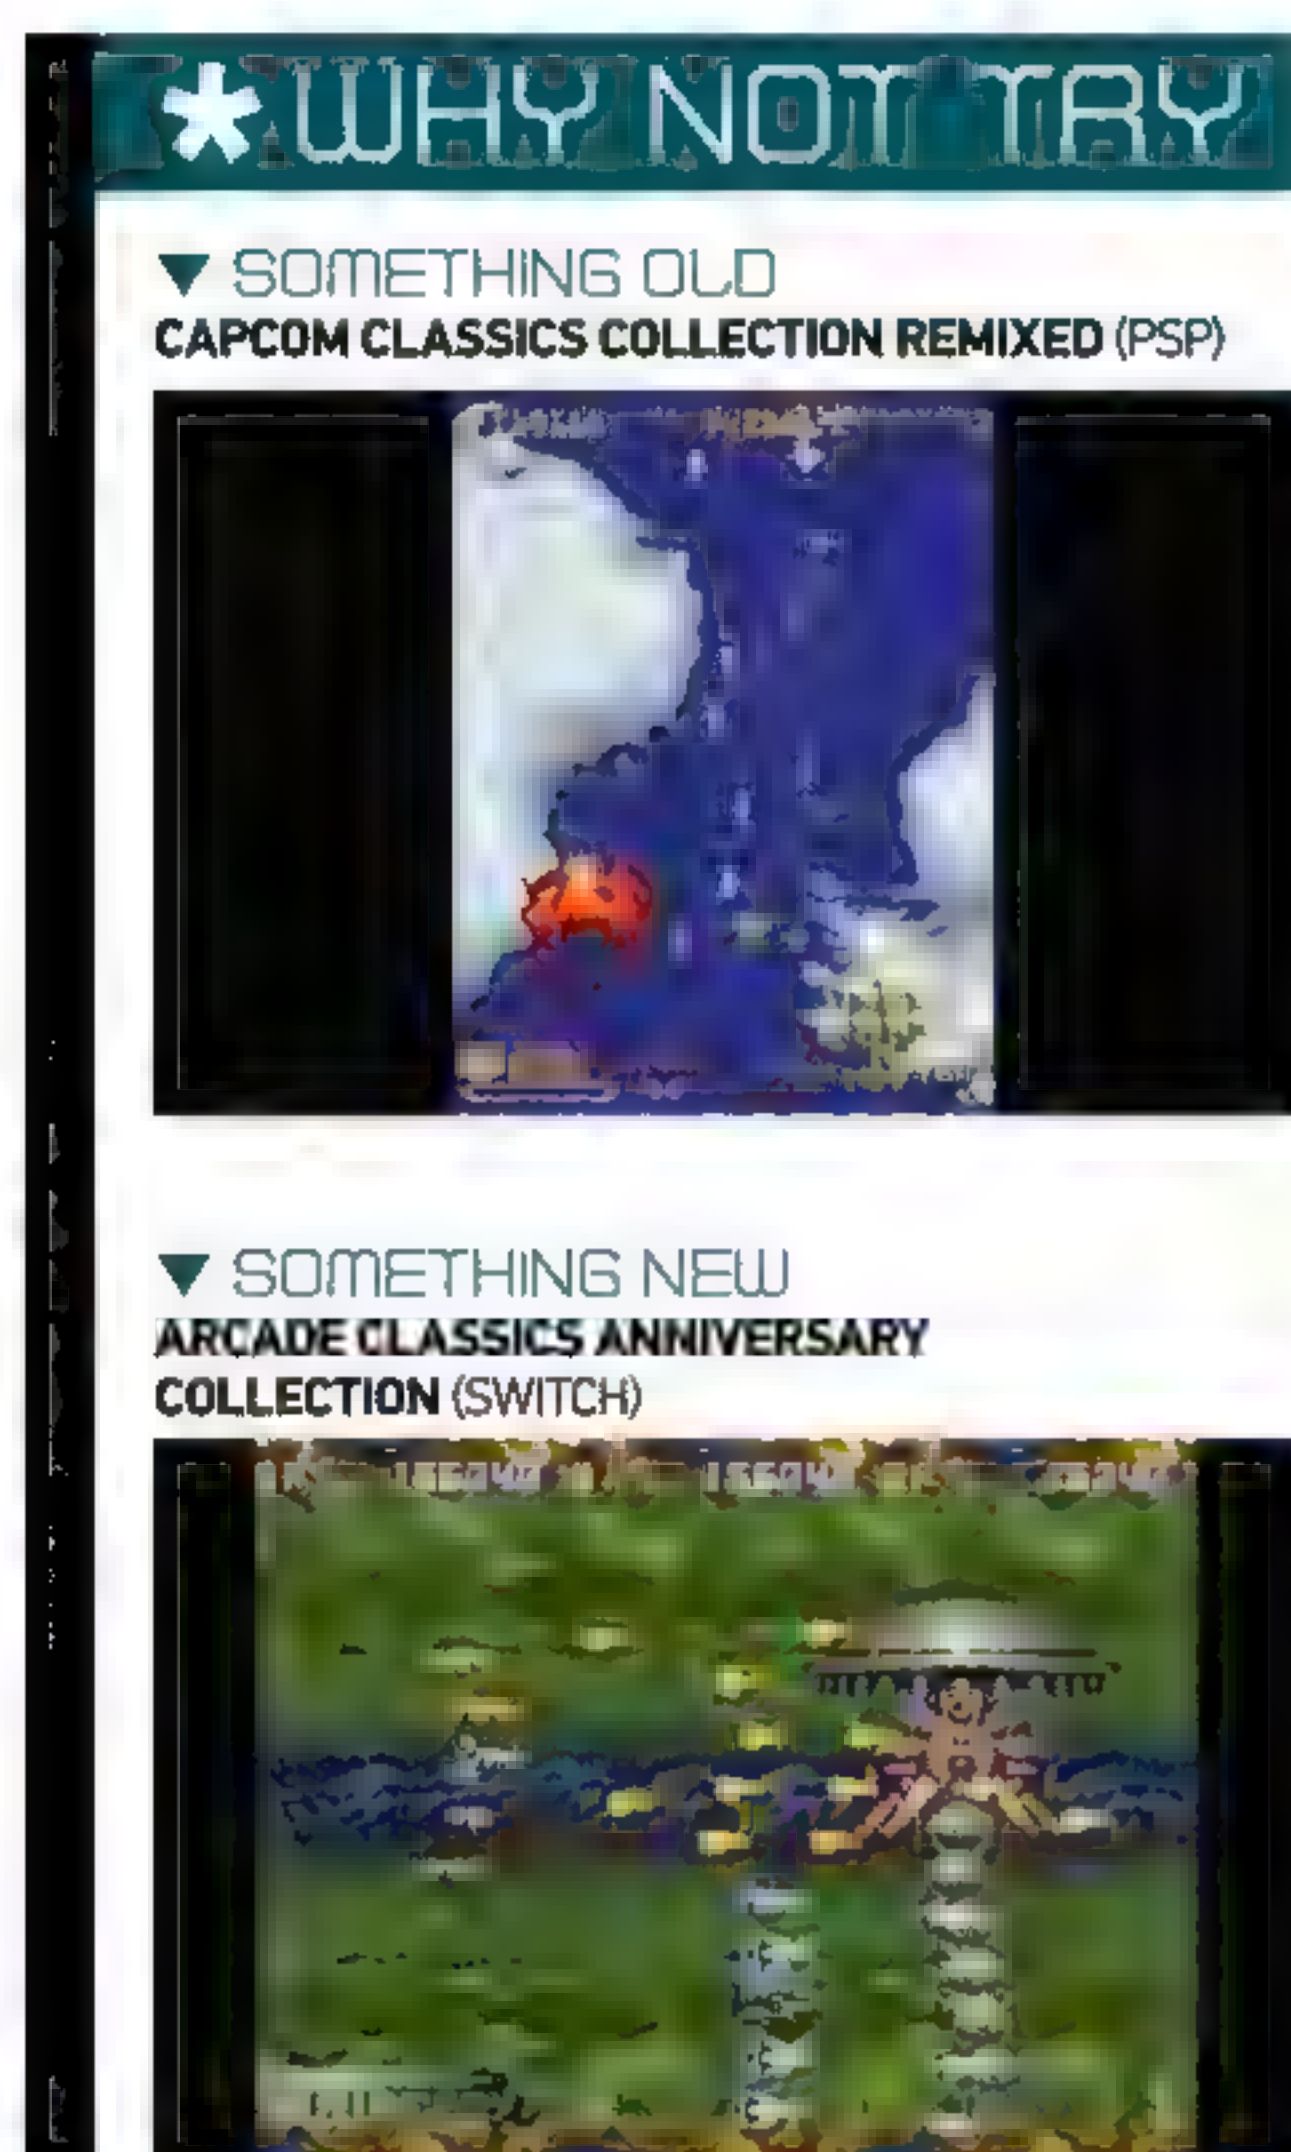 *WHY NOT TRY
▼ SOMETHING OLD
CAPCOM CLASSICS COLLECTION REMIXED (PSP)
▼ SOMETHING NEW
ARCADE CLASSICS ANNIVERSARY
COLLECTION (SWITCH)